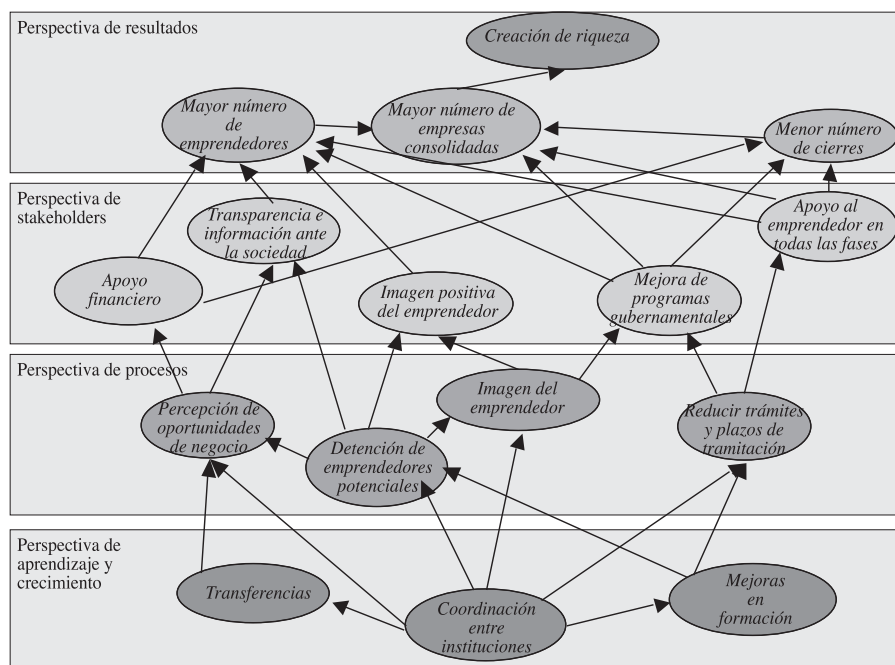 Perspectiva de resultados
Creación de riqueza
Mayor número
de
emprendedores
Mayor número de
empresas
consolidadas
Menor número
de cierres
Perspectiva de
stakeholders
Transparencia e
información ante
la sociedad
Apoyo al
emprendedor en
todas las fases
Apoyo
financiero
Imagen positiva
del emprendedor
Mejora de
programas
gubernamentales
Perspectiva de procesos
Percepción de
oportunidades
de negocio
Imagen del
emprendedor
Reducir trámites
y plazos de
tramitación
Detención de
emprendedores
potenciales
Perspectiva de
aprendizaje y
crecimiento
Transferencias
Coordinación
entre
instituciones
Mejoras
en
formación